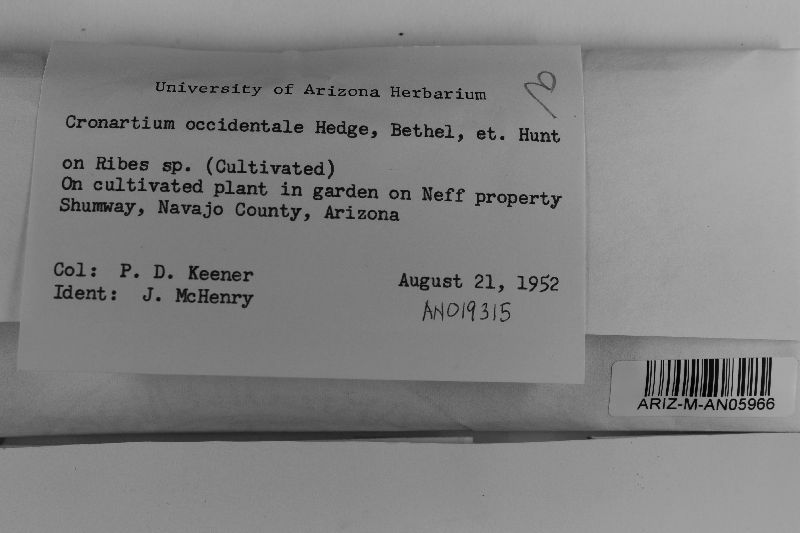 University of Arizona Herbarium
Cronartium occidentale Hedge, Bethel, et. Hunt
on Ribes sp. (Cultivated)
On cultivated plant in garden on Neff property
Shumway, Navajo County, Arizona
Col: P. D. Keener
August 21, 1952
Ident: J. McHenry
AN019315
ARIZ-M-AN05966